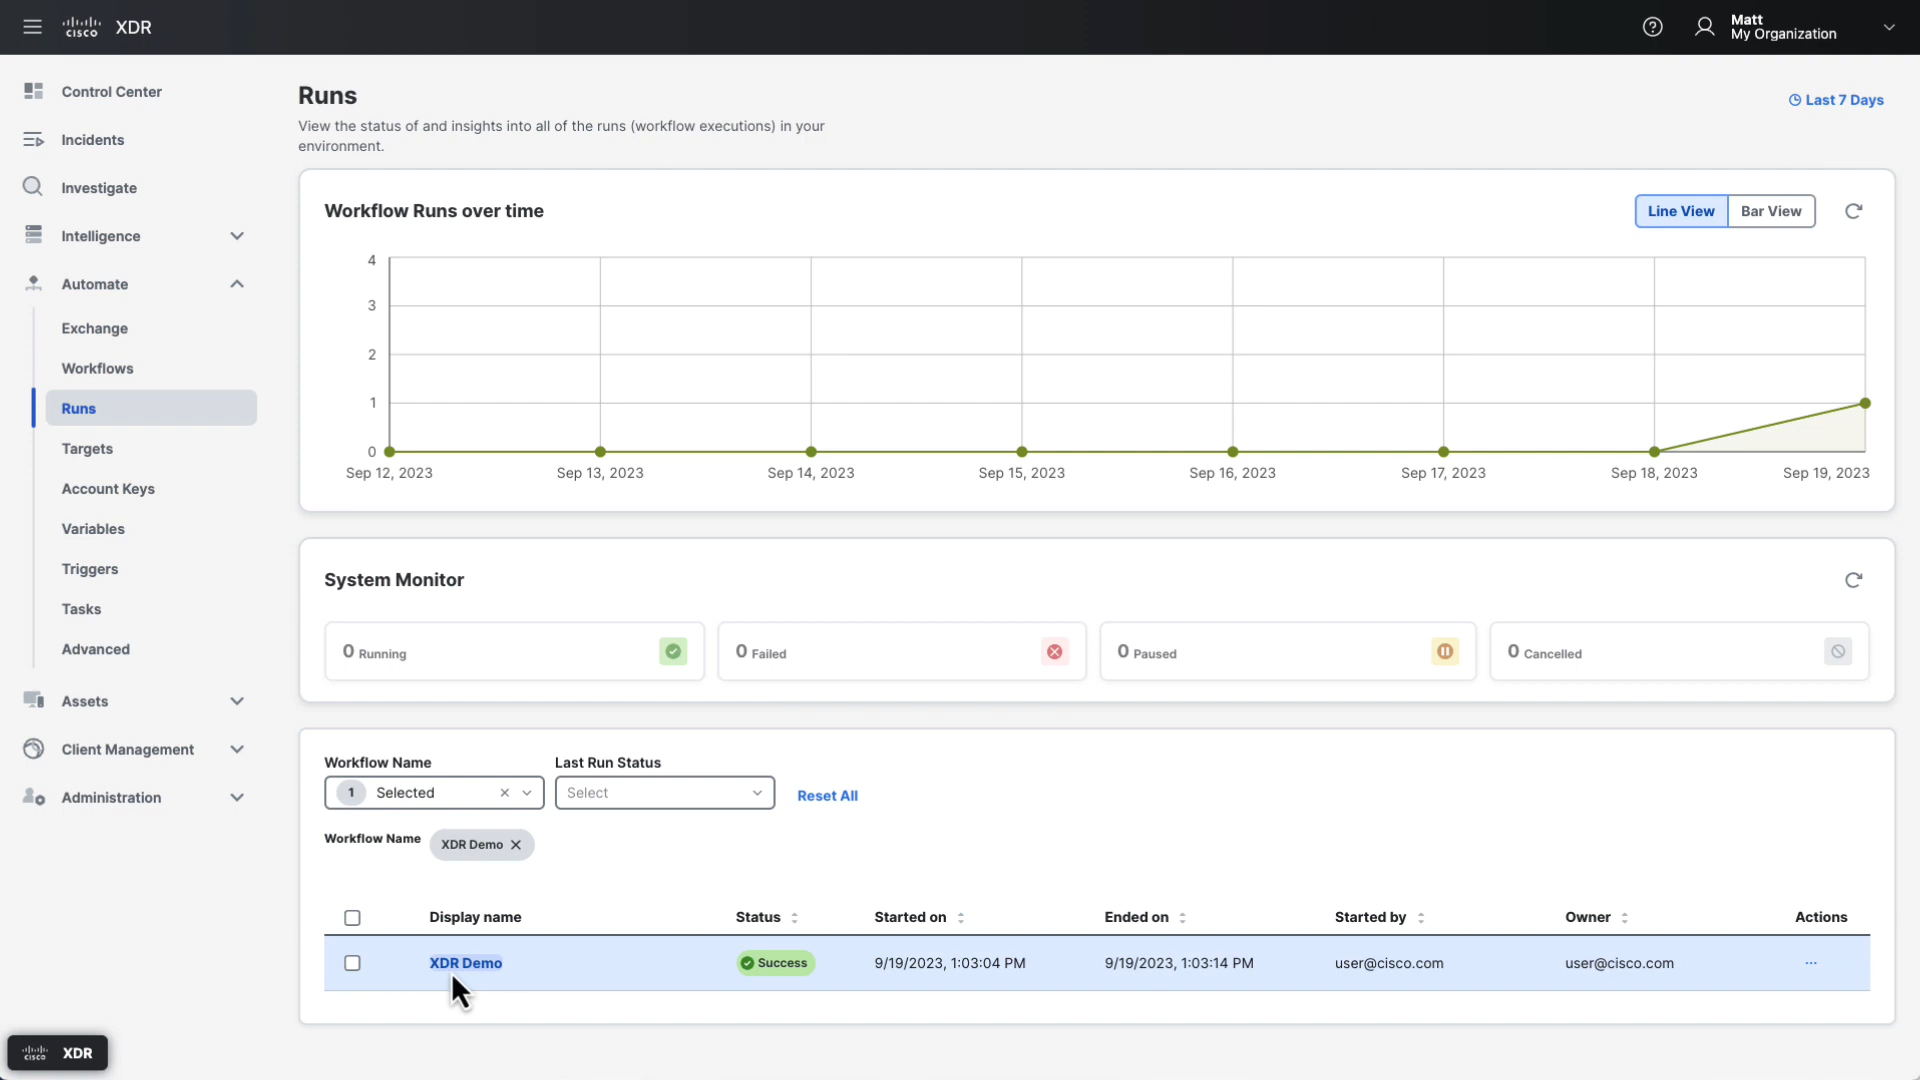 cisco XDR
Matt
My Organization
Control Center
Incidents
Investigate
Intelligence
Automate
Exchange
Workflows
Runs
Targets
Account Keys
Variables
Triggers
Tasks
Advanced
Assets
Client Management
Administration
Runs
View the status of and insights into all of the runs (workflow executions) in your
environment.
Last 7 Days
Workflow Runs over time
Line View Bar View
4
3
2
1
0
Sep 12, 2023 Sep 13, 2023 Sep 14, 2023 Sep 15, 2023 Sep 16, 2023 Sep 17, 2023 Sep 18, 2023 Sep 19, 2023
System Monitor
0 Running 0 Failed 0 Paused 0 Cancelled
Workflow Name Last Run Status
1 Selected Select Reset All
Workflow Name XDR Demo
Display name Status Started on Ended on Started by Owner Actions
XDR Demo Success 9/19/2023, 1:03:04 PM 9/19/2023, 1:03:14 PM user@cisco.com user@cisco.com ...
cisco XDR